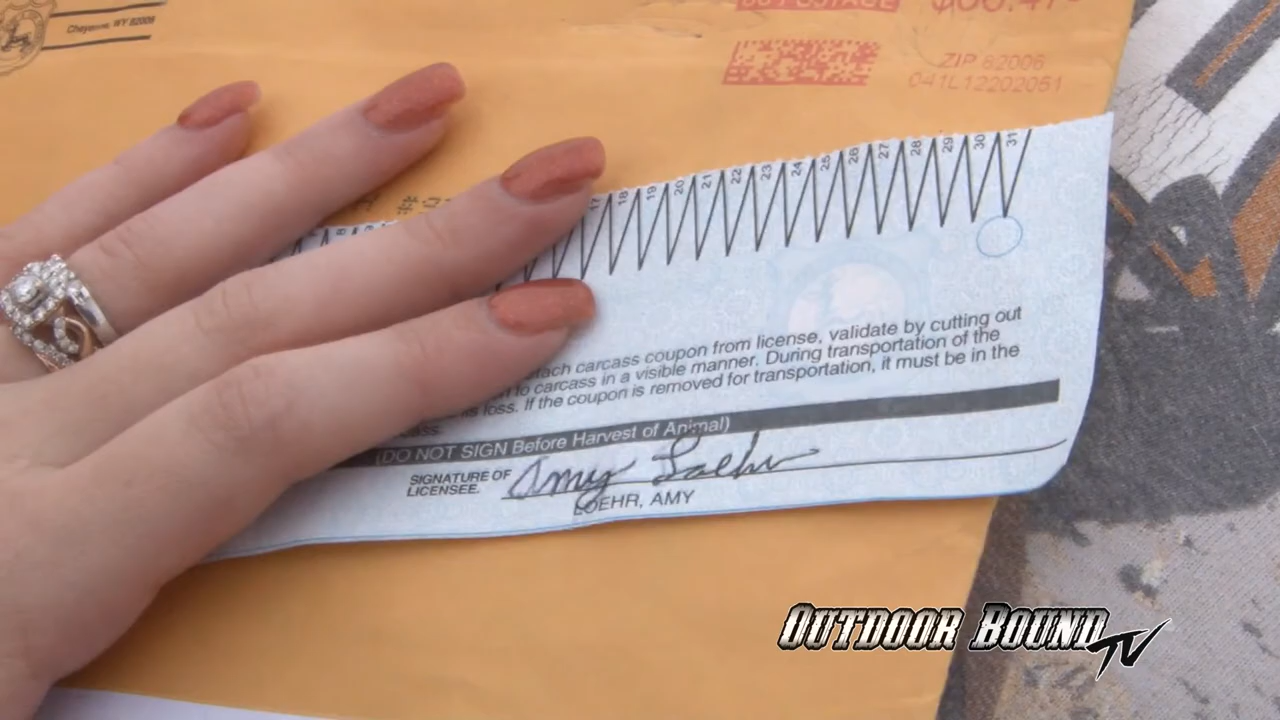 Cheyenne, WY 82006
ZIP 82006
041L12202051
17 18 19 20 21 22 23 24 25 26 27 28 29 30 31
carcass coupon from license, validate by cutting out
to carcass in a visible manner. During transportation of the
loss. If the coupon is removed for transportation, it must be in the
(DO NOT SIGN Before Harvest of Animal)
SIGNATURE OF
LICENSEE.
Amy Loehr
LOEHR, AMY
OUTDOOR BOUND TV